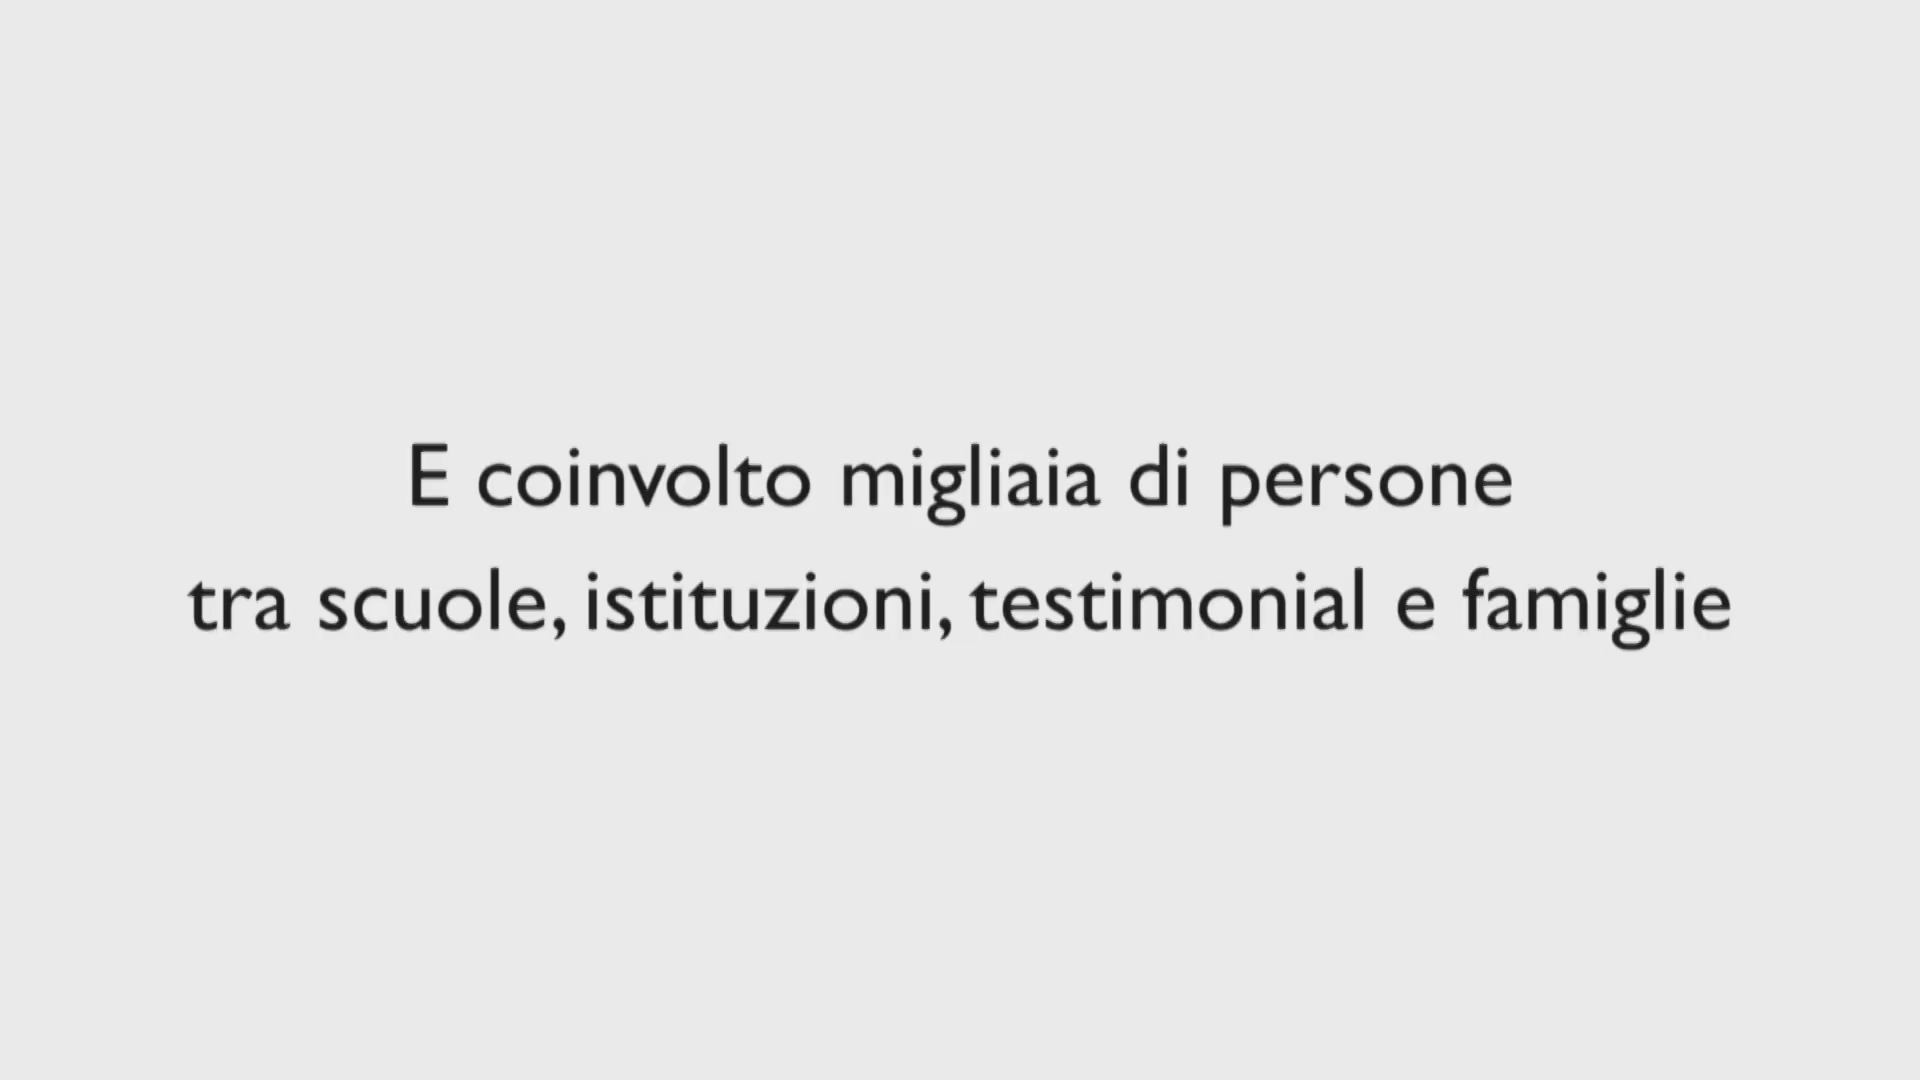 E coinvolto migliaia di persone
tra scuole, istituzioni, testimonial e famiglie